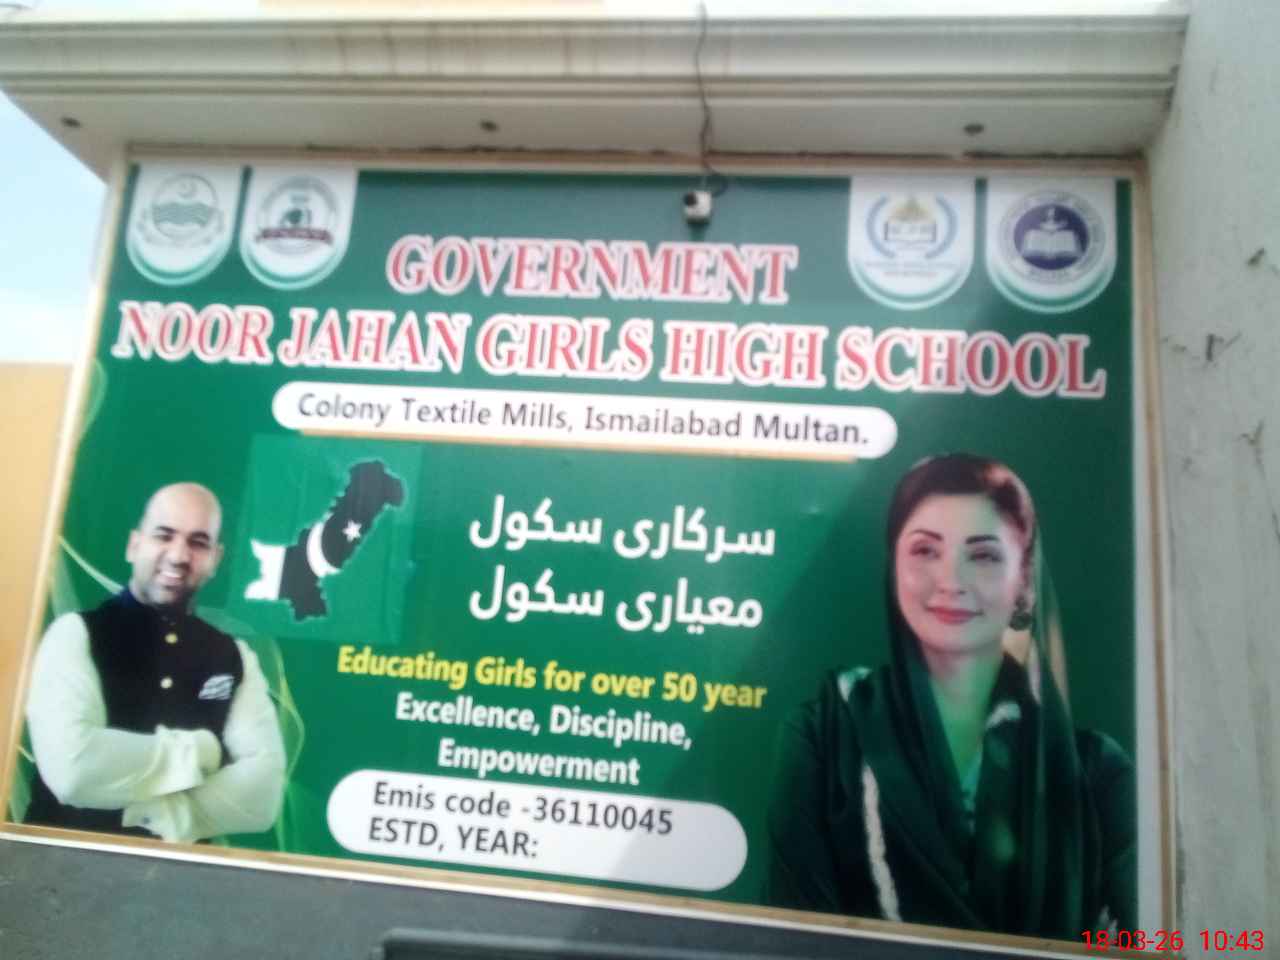 GOVERNMENT
NOOR JAHAN GIRLS HIGH SCHOOL
Colony Textile Mills, Ismailabad Multan.
سرکاری سکول
معیاری سکول
Educating Girls for over 50 year
Excellence, Discipline,
Empowerment
Emis code -36110045
ESTD, YEAR:
18-03-26 10:43